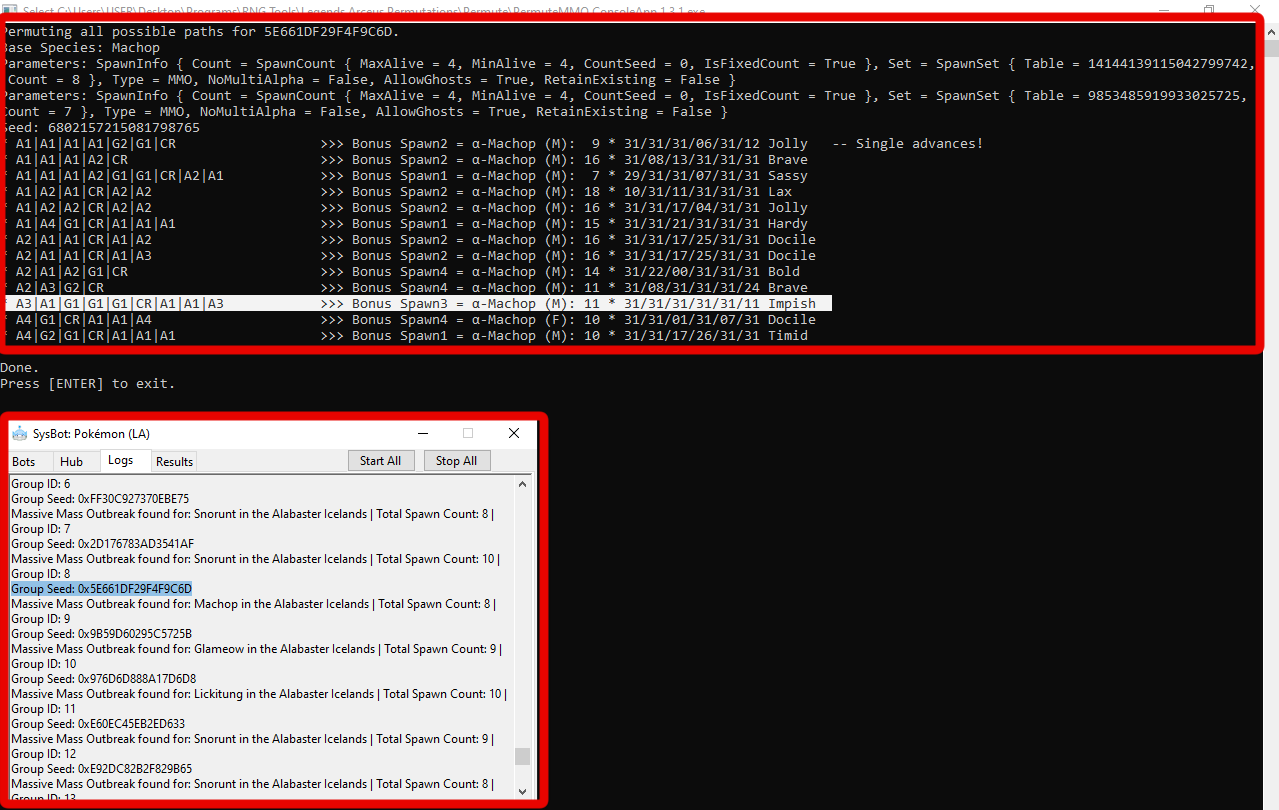 Select C:\Users\USER\Desktop\Programs\RNG Tools\Legends Arceus Permutations\Permute\PermuteMMO.ConsoleApp 1.3.1.exe
Permuting all possible paths for 5E661DF29F4F9C6D.
Base Species: Machop
Parameters: SpawnInfo { Count = SpawnCount { MaxAlive = 4, MinAlive = 4, CountSeed = 0, IsFixedCount = True }, Set = SpawnSet { Table = 14144139115042799742,
Count = 8 }, Type = MMO, NoMultiAlpha = False, AllowGhosts = True, RetainExisting = False }
Parameters: SpawnInfo { Count = SpawnCount { MaxAlive = 4, MinAlive = 4, CountSeed = 0, IsFixedCount = True }, Set = SpawnSet { Table = 9853485919933025725,
Count = 7 }, Type = MMO, NoMultiAlpha = False, AllowGhosts = True, RetainExisting = False }
Seed: 6802157215081798765
* A1|A1|A1|A1|G2|G1|CR >>> Bonus Spawn2 = α-Machop (M): 9 * 31/31/31/06/31/12 Jolly -- Single advances!
* A1|A1|A1|A2|CR >>> Bonus Spawn2 = α-Machop (M): 16 * 31/08/13/31/31/31 Brave
* A1|A1|A1|A2|G1|G1|CR|A2|A1 >>> Bonus Spawn1 = α-Machop (M): 7 * 29/31/31/07/31/31 Sassy
* A1|A2|A1|CR|A2|A2 >>> Bonus Spawn2 = α-Machop (M): 18 * 10/31/11/31/31/31 Lax
* A1|A2|A2|CR|A2|A2 >>> Bonus Spawn2 = α-Machop (M): 16 * 31/31/17/04/31/31 Jolly
* A1|A4|G1|CR|A1|A1|A1 >>> Bonus Spawn1 = α-Machop (M): 15 * 31/31/21/31/31/31 Hardy
* A2|A1|A1|CR|A1|A2 >>> Bonus Spawn2 = α-Machop (M): 16 * 31/31/17/25/31/31 Docile
* A2|A1|A1|CR|A1|A3 >>> Bonus Spawn2 = α-Machop (M): 16 * 31/31/17/25/31/31 Docile
* A2|A1|A2|G1|CR >>> Bonus Spawn4 = α-Machop (M): 14 * 31/22/00/31/31/31 Bold
* A2|A3|G2|CR >>> Bonus Spawn4 = α-Machop (M): 11 * 31/08/31/31/31/24 Brave
* A3|A1|G1|G1|G1|CR|A1|A1|A3 >>> Bonus Spawn3 = α-Machop (M): 11 * 31/31/31/31/31/11 Impish
* A4|G1|CR|A1|A1|A4 >>> Bonus Spawn4 = α-Machop (F): 10 * 31/31/01/31/07/31 Docile
* A4|G2|G1|CR|A1|A1|A1 >>> Bonus Spawn1 = α-Machop (M): 10 * 31/31/17/26/31/31 Timid
Done.
Press [ENTER] to exit.
SysBot: Pokémon (LA)
Bots Hub Logs Results Start All Stop All
Group ID: 6
Group Seed: 0xFF30C927370EBE75
Massive Mass Outbreak found for: Snorunt in the Alabaster Icelands | Total Spawn Count: 8 |
Group ID: 7
Group Seed: 0x2D176783AD3541AF
Massive Mass Outbreak found for: Snorunt in the Alabaster Icelands | Total Spawn Count: 10 |
Group ID: 8
Group Seed: 0x5E661DF29F4F9C6D
Massive Mass Outbreak found for: Machop in the Alabaster Icelands | Total Spawn Count: 8 |
Group ID: 9
Group Seed: 0x9B59D60295C5725B
Massive Mass Outbreak found for: Glameow in the Alabaster Icelands | Total Spawn Count: 9 |
Group ID: 10
Group Seed: 0x976D6D888A17D6D8
Massive Mass Outbreak found for: Lickitung in the Alabaster Icelands | Total Spawn Count: 10 |
Group ID: 11
Group Seed: 0xE60EC45EB2ED633
Massive Mass Outbreak found for: Snorunt in the Alabaster Icelands | Total Spawn Count: 9 |
Group ID: 12
Group Seed: 0xE92DC82B2F829B65
Massive Mass Outbreak found for: Snorunt in the Alabaster Icelands | Total Spawn Count: 8 |
Group ID: 13